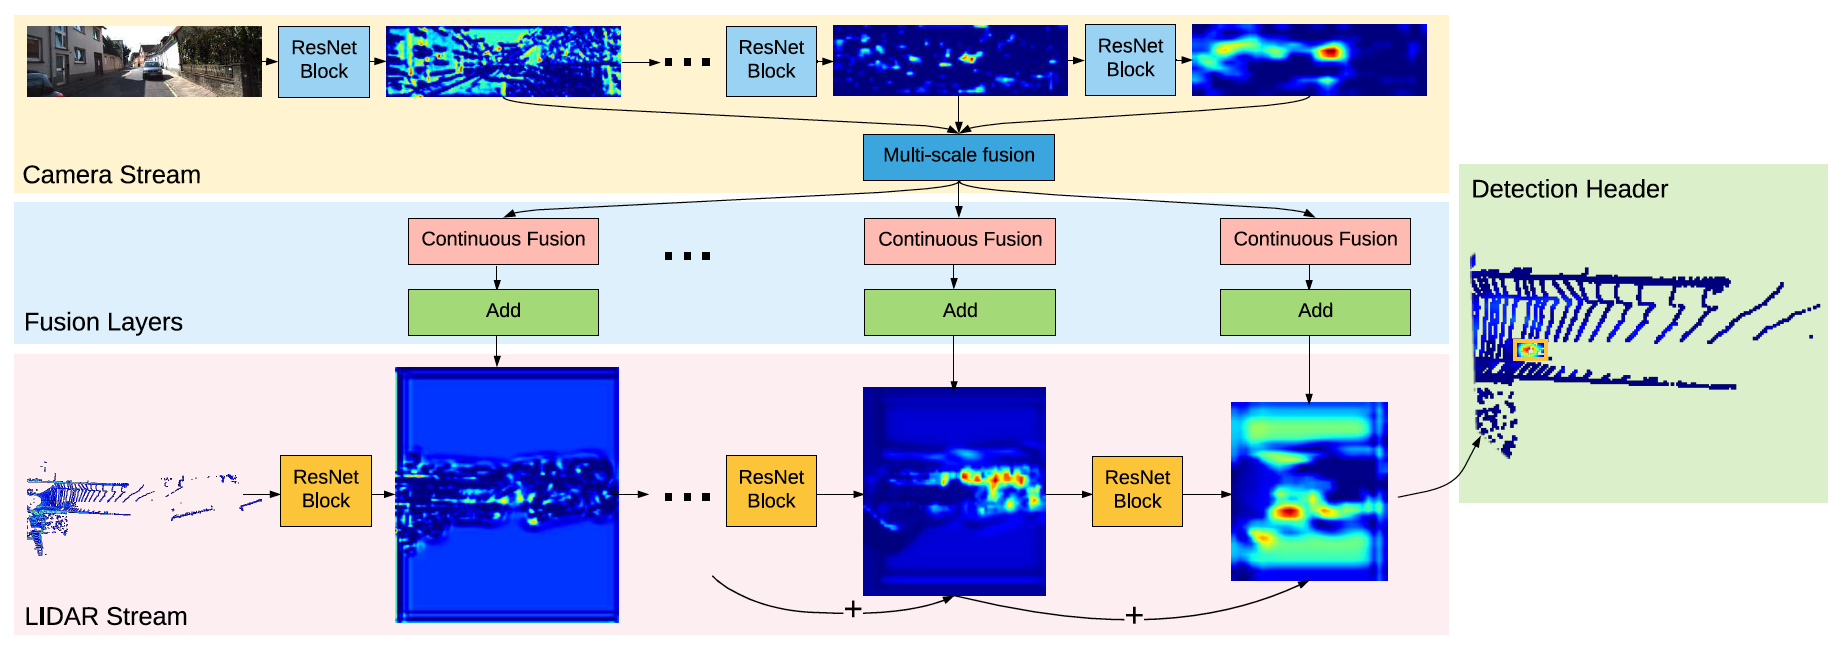 ResNet
Block
ResNet
Block
ResNet
Block
Multi-scale fusion
Camera Stream
Detection Header
Continuous Fusion
Continuous Fusion
Continuous Fusion
Add
Add
Add
Fusion Layers
ResNet
Block
ResNet
Block
ResNet
Block
+
+
LIDAR Stream